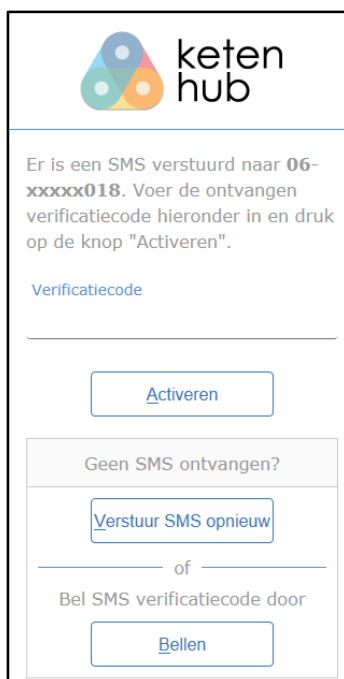 keten
hub
Er is een SMS verstuurd naar 06-
xxxxx018. Voer de ontvangen
verificatiecode hieronder in en druk
op de knop "Activeren".
Verificatiecode
Activeren
Geen SMS ontvangen?
Verstuur SMS opnieuw
of
Bel SMS verificatiecode door
Bellen